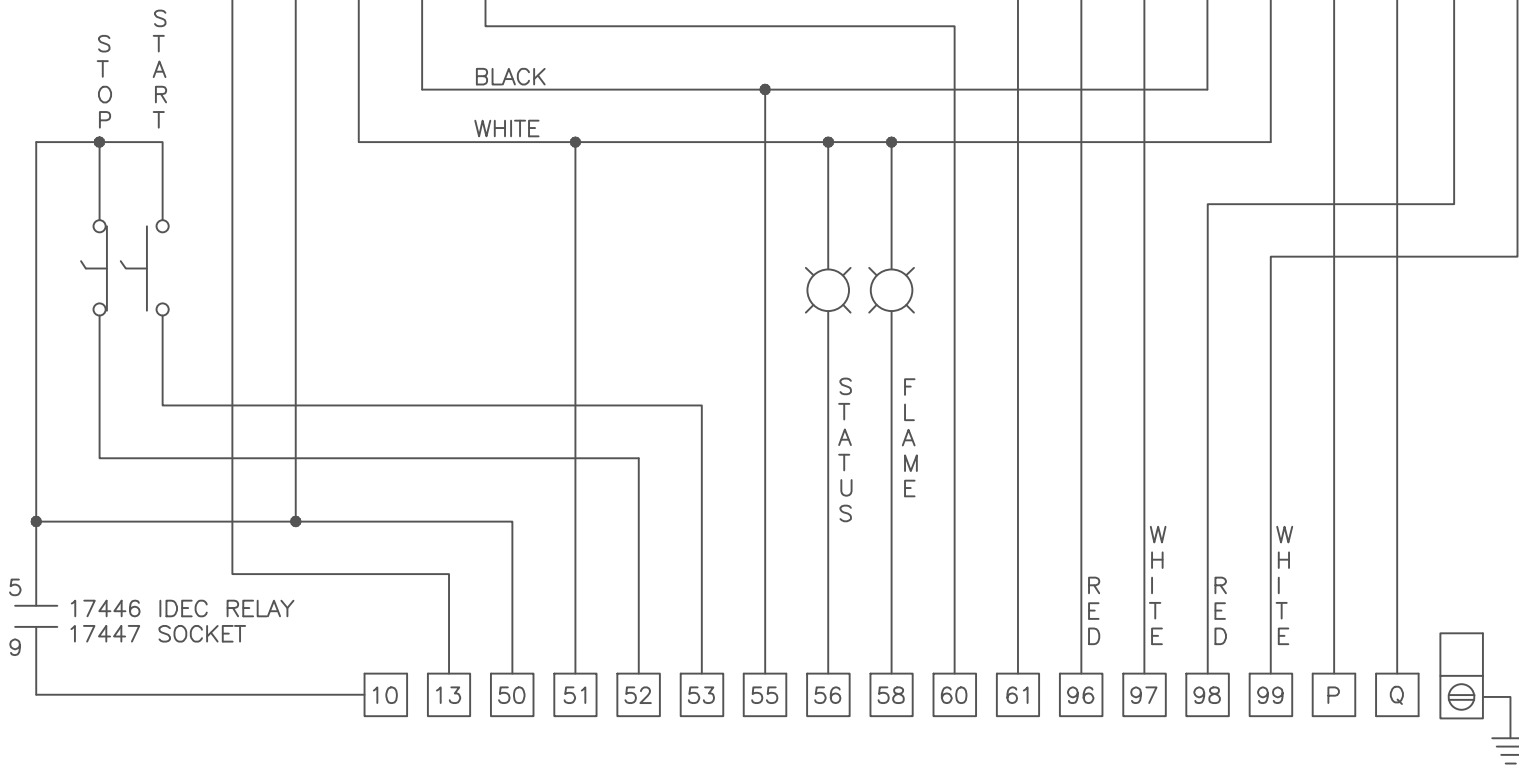 STOP
START
BLACK
WHITE
STATUS
FLAME
RED
WHITE
RED
WHITE
5
17446 IDEC RELAY
17447 SOCKET
9
10 13 50 51 52 53 55 56 58 60 61 96 97 98 99 P Q